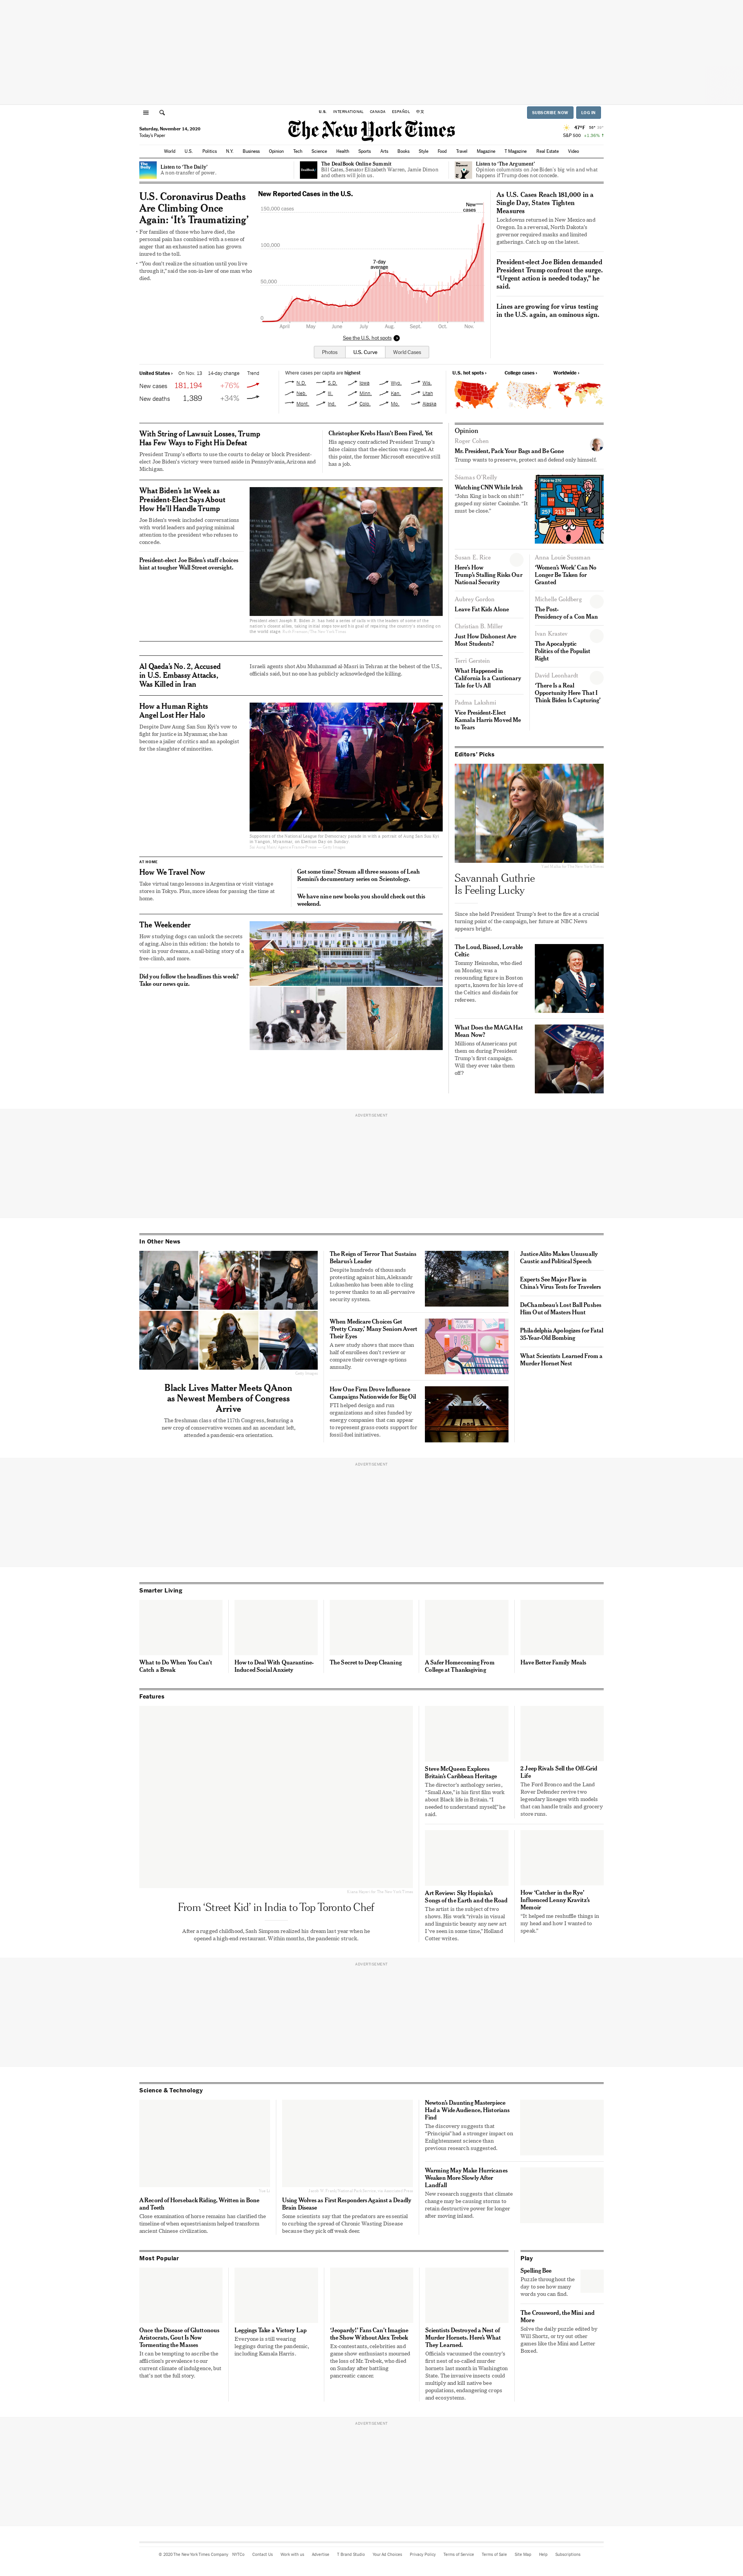 U.S. INTERNATIONAL CANADA ESPAÑOL 中文
SUBSCRIBE NOW LOG IN
Saturday, November 14, 2020
Today's Paper
The New York Times
47°F
S&P 500 +1.36% ↑
World U.S. Politics N.Y. Business Opinion Tech Science Health Sports Arts Books Style Food Travel Magazine T Magazine Real Estate Video
Listen to 'The Daily'
A non-transfer of power.
The DealBook Online Summit
Bill Gates, Senator Elizabeth Warren, Jamie Dimon
and others will join us.
Listen to 'The Argument'
Opinion columnists on Joe Biden's big win and what
happens if Trump does not concede.
U.S. Coronavirus Deaths
Are Climbing Once
Again: 'It's Traumatizing'
For families of those who have died, the
personal pain has combined with a sense of
anger that an exhausted nation has grown
inured to the toll.
"You don't realize the situation until you live
through it," said the son-in-law of one man who
died.
New Reported Cases in the U.S.
150,000 cases
100,000
50,000
0
New
cases
7-day
average
April May June July Aug. Sept. Oct. Nov.
See the U.S. hot spots
Photos U.S. Curve World Cases
As U.S. Cases Reach 181,000 in a
Single Day, States Tighten
Measures
Lockdowns returned in New Mexico and
Oregon. In a reversal, North Dakota's
governor required masks and limited
gatherings. Catch up on the latest.
President-elect Joe Biden demanded
President Trump confront the surge.
"Urgent action is needed today," he
said.
Lines are growing for virus testing
in the U.S. again, an ominous sign.
United States › On Nov. 13 14-day change Trend
New cases 181,194 +76%
New deaths 1,389 +34%
Where cases per capita are highest
N.D. S.D. Iowa Wyo. Wis.
Neb. Ill. Minn. Kan. Utah
Mont. Ind. Colo. Mo. Alaska
U.S. hot spots › College cases › Worldwide ›
With String of Lawsuit Losses, Trump
Has Few Ways to Fight His Defeat
President Trump's efforts to use the courts to delay or block President-
elect Joe Biden's victory were turned aside in Pennsylvania, Arizona and
Michigan.
Christopher Krebs Hasn't Been Fired, Yet
His agency contradicted President Trump's
false claims that the election was rigged. At
this point, the former Microsoft executive still
has a job.
What Biden's 1st Week as
President-Elect Says About
How He'll Handle Trump
Joe Biden's week included conversations
with world leaders and paying minimal
attention to the president who refuses to
concede.
President-elect Joe Biden's staff choices
hint at tougher Wall Street oversight.
President-elect Joseph R. Biden Jr. has held a series of calls with the leaders of some of the
nation's closest allies, taking initial steps toward his goal of repairing the country's standing on
the world stage.
Al Qaeda's No. 2, Accused
in U.S. Embassy Attacks,
Was Killed in Iran
Israeli agents shot Abu Muhammad al-Masri in Tehran at the behest of the U.S.,
officials said, but no one has publicly acknowledged the killing.
How a Human Rights
Angel Lost Her Halo
Despite Daw Aung San Suu Kyi's vow to
fight for justice in Myanmar, she has
become a jailer of critics and an apologist
for the slaughter of minorities.
Supporters of the National League for Democracy parade in with a portrait of Aung San Suu Kyi
in Yangon, Myanmar, on Election Day on Sunday.
AT HOME
How We Travel Now
Take virtual tango lessons in Argentina or visit vintage
stores in Tokyo. Plus, more ideas for passing the time at
home.
Got some time? Stream all three seasons of Leah
Remini's documentary series on Scientology.
We have nine new books you should check out this
weekend.
The Weekender
How studying dogs can unlock the secrets
of aging. Also in this edition: the hotels to
visit in your dreams, a nail-biting story of a
free-climb, and more.
Did you follow the headlines this week?
Take our news quiz.
Opinion
Roger Cohen
Mr. President, Pack Your Bags and Be Gone
Trump wants to preserve, protect and defend only himself.
Séamas O'Reilly
Watching CNN While Irish
"John King is back on shift!"
gasped my sister Caoimhe. "It
must be close."
Susan E. Rice
Here's How
Trump's Stalling Risks Our
National Security
Aubrey Gordon
Leave Fat Kids Alone
Christian B. Miller
Just How Dishonest Are
Most Students?
Terri Gerstein
What Happened in
California Is a Cautionary
Tale for Us All
Padma Lakshmi
Vice President-Elect
Kamala Harris Moved Me
to Tears
Anna Louie Sussman
'Women's Work' Can No
Longer Be Taken for
Granted
Michelle Goldberg
The Post-
Presidency of a Con Man
Ivan Krastev
The Apocalyptic
Politics of the Populist
Right
David Leonhardt
'There Is a Real
Opportunity Here That I
Think Biden Is Capturing'
Editors' Picks
Savannah Guthrie
Is Feeling Lucky
Since she held President Trump's feet to the fire at a crucial
turning point of the campaign, her future at NBC News
appears bright.
The Loud, Biased, Lovable
Celtic
Tommy Heinsohn, who died
on Monday, was a
resounding figure in Boston
sports, known for his love of
the Celtics and disdain for
referees.
What Does the MAGA Hat
Mean Now?
Millions of Americans put
them on during President
Trump's first campaign.
Will they ever take them
off?
ADVERTISEMENT
In Other News
Black Lives Matter Meets QAnon
as Newest Members of Congress
Arrive
The freshman class of the 117th Congress, featuring a
new crop of conservative women and an ascendant left,
attended a pandemic-era orientation.
The Reign of Terror That Sustains
Belarus's Leader
Despite hundreds of thousands
protesting against him, Aleksandr
Lukashenko has been able to cling
to power thanks to an all-pervasive
security system.
When Medicare Choices Get
'Pretty Crazy,' Many Seniors Avert
Their Eyes
A new study shows that more than
half of enrollees don't review or
compare their coverage options
annually.
How One Firm Drove Influence
Campaigns Nationwide for Big Oil
FTI helped design and run
organizations and sites funded by
energy companies that can appear
to represent grass-roots support for
fossil-fuel initiatives.
Justice Alito Makes Unusually
Caustic and Political Speech
Experts See Major Flaw in
China's Virus Tests for Travelers
DeChambeau's Lost Ball Pushes
Him Out of Masters Hunt
Philadelphia Apologizes for Fatal
35-Year-Old Bombing
What Scientists Learned From a
Murder Hornet Nest
ADVERTISEMENT
Smarter Living
What to Do When You Can't
Catch a Break
How to Deal With Quarantine-
Induced Social Anxiety
The Secret to Deep Cleaning
A Safer Homecoming From
College at Thanksgiving
Have Better Family Meals
Features
From 'Street Kid' in India to Top Toronto Chef
After a rugged childhood, Sash Simpson realized his dream last year when he
opened a high-end restaurant. Within months, the pandemic struck.
Steve McQueen Explores
Britain's Caribbean Heritage
The director's anthology series,
"Small Axe," is his first film work
about Black life in Britain. "I
needed to understand myself," he
said.
2 Jeep Rivals Sell the Off-Grid
Life
The Ford Bronco and the Land
Rover Defender revive two
legendary lineages with models
that can handle trails and grocery
store runs.
Art Review: Sky Hopinka's
Songs of the Earth and the Road
The artist is the subject of two
shows. His work "rivals in visual
and linguistic beauty any new art
I've seen in some time," Holland
Cotter writes.
How 'Catcher in the Rye'
Influenced Lenny Kravitz's
Memoir
"It helped me reshuffle things in
my head and how I wanted to
speak."
ADVERTISEMENT
Science & Technology
A Record of Horseback Riding, Written in Bone
and Teeth
Close examination of horse remains has clarified the
timeline of when equestrianism helped transform
ancient Chinese civilization.
Using Wolves as First Responders Against a Deadly
Brain Disease
Some scientists say that the predators are essential
to curbing the spread of Chronic Wasting Disease
because they pick off weak deer.
Newton's Daunting Masterpiece
Had a Wide Audience, Historians
Find
The discovery suggests that
"Principia" had a stronger impact on
Enlightenment science than
previous research suggested.
Warming May Make Hurricanes
Weaken More Slowly After
Landfall
New research suggests that climate
change may be causing storms to
retain destructive power for longer
after moving inland.
Most Popular
Once the Disease of Gluttonous
Aristocrats, Gout Is Now
Tormenting the Masses
It can be tempting to ascribe the
affliction's prevalence to our
current climate of indulgence, but
that's not the full story.
Leggings Take a Victory Lap
Everyone is still wearing
leggings during the pandemic,
including Kamala Harris.
'Jeopardy!' Fans Can't Imagine
the Show Without Alex Trebek
Ex-contestants, celebrities and
game show enthusiasts mourned
the loss of Mr. Trebek, who died
on Sunday after battling
pancreatic cancer.
Scientists Destroyed a Nest of
Murder Hornets. Here's What
They Learned.
Officials vacuumed the country's
first nest of so-called murder
hornets last month in Washington
State. The invasive insects could
multiply and kill native bee
populations, endangering crops
and ecosystems.
Play
Spelling Bee
Puzzle throughout the
day to see how many
words you can find.
The Crossword, the Mini and
More
Solve the daily puzzle edited by
Will Shortz, or try out other
games like the Mini and Letter
Boxed.
ADVERTISEMENT
© 2020 The New York Times Company NYTCo Contact Us Work with us Advertise T Brand Studio Your Ad Choices Privacy Policy Terms of Service Terms of Sale Site Map Help Subscriptions